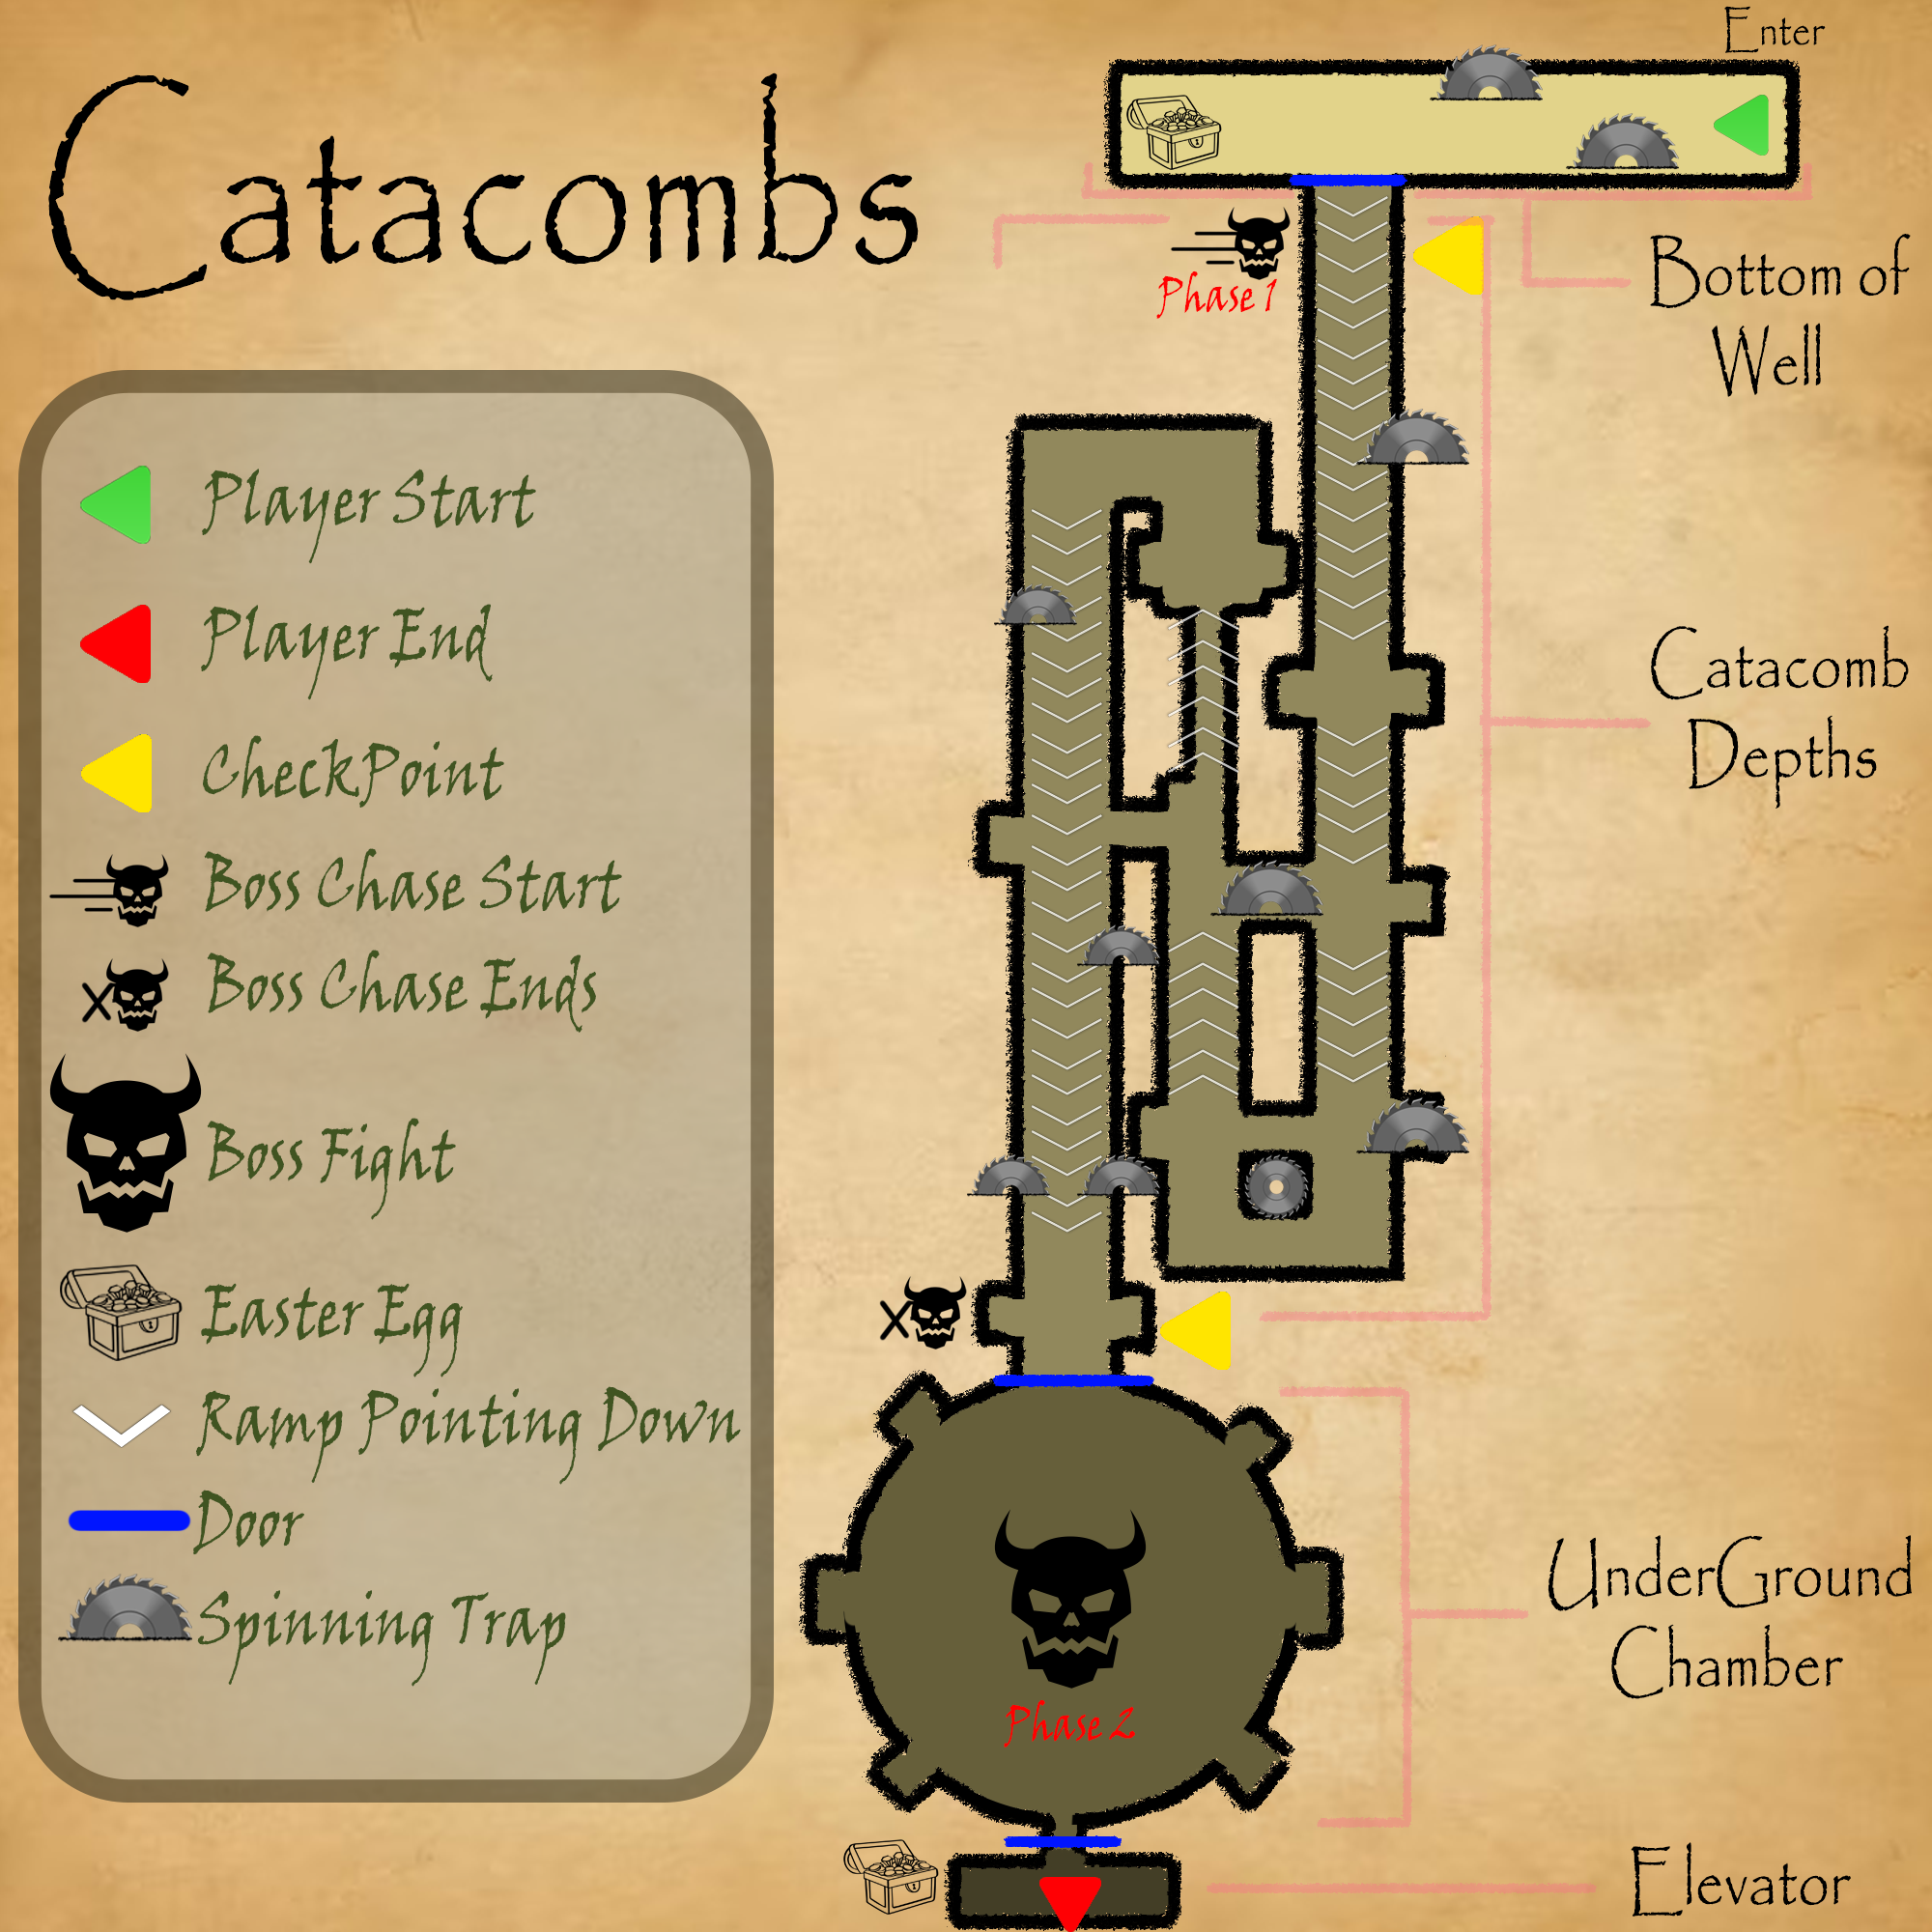 Enter
Catacombs
Phase 1
Bottom of
Well
Player Start
Player End
CheckPoint
Boss Chase Start
Boss Chase Ends
Boss Fight
Easter Egg
Ramp Pointing Down
Door
Spinning Trap
Catacomb
Depths
UnderGround
Chamber
Phase 2
Elevator